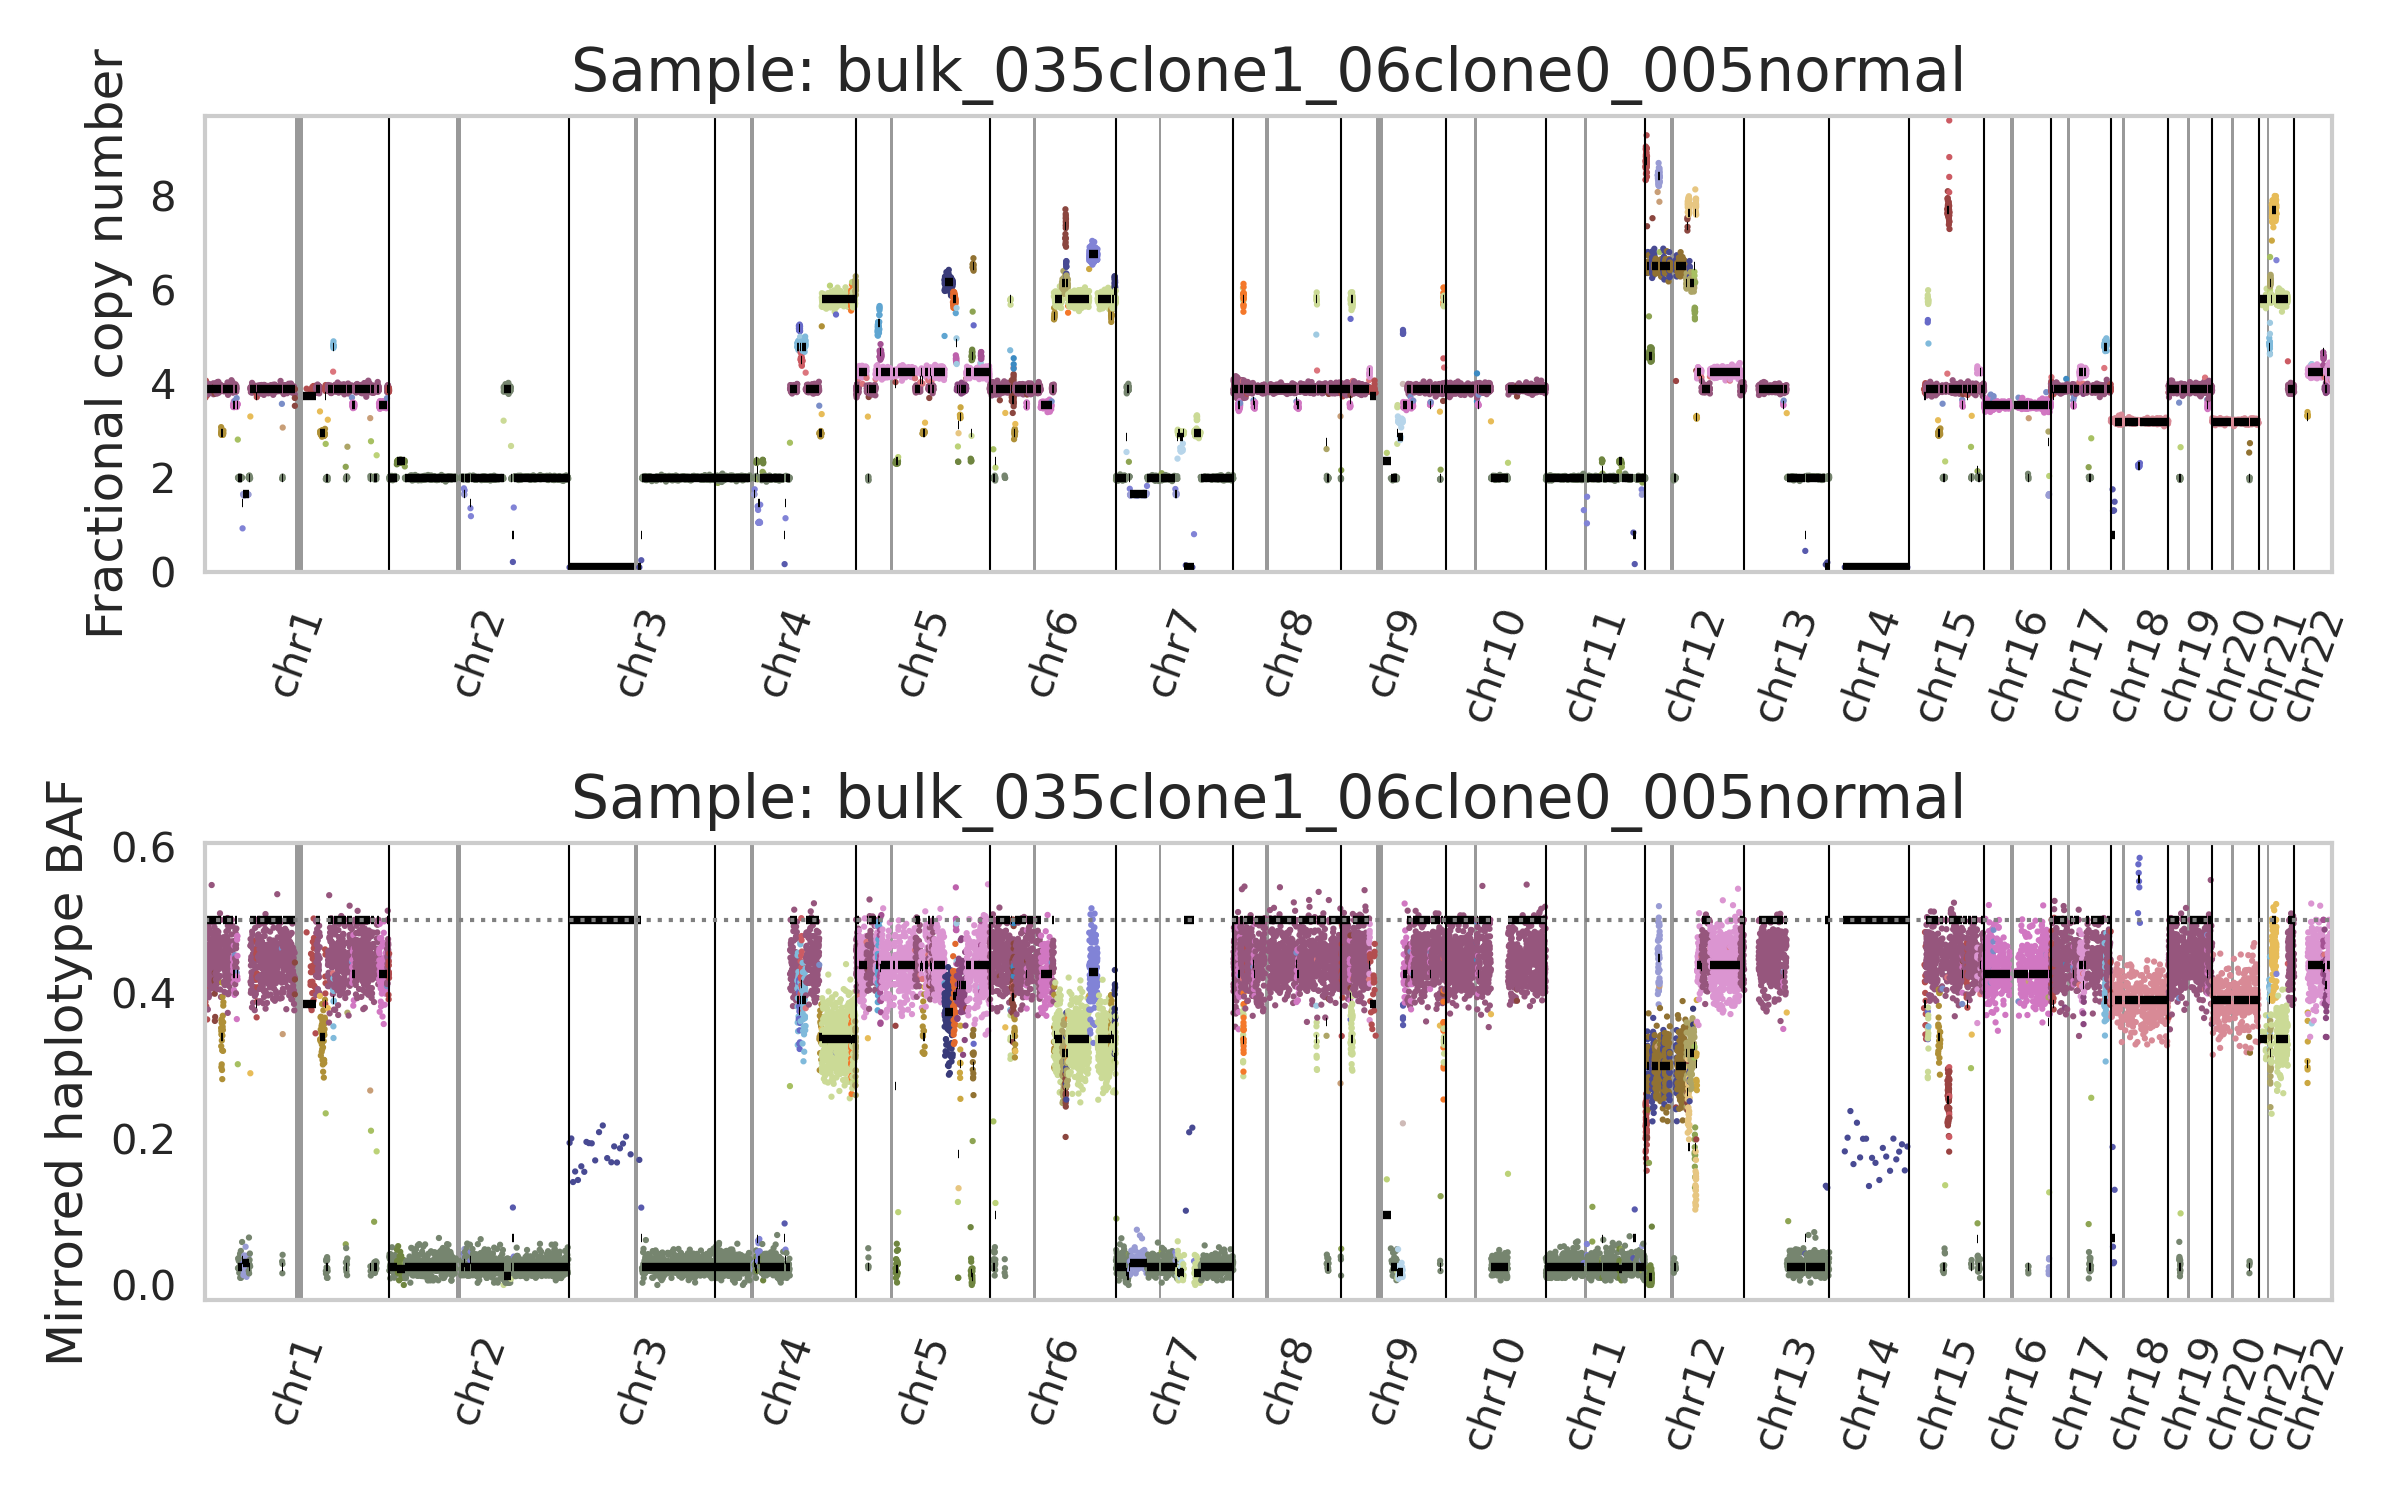 Sample: bulk_035clone1_06clone0_005normal
Fractional copy number
8
6
4
2
0
chr1 chr2 chr3 chr4 chr5 chr6 chr7 chr8 chr9 chr10 chr11 chr12 chr13 chr14 chr15 chr16 chr17 chr18 chr19 chr20 chr21 chr22
Sample: bulk_035clone1_06clone0_005normal
Mirrored haplotype BAF
0.6
0.4
0.2
0.0
chr1 chr2 chr3 chr4 chr5 chr6 chr7 chr8 chr9 chr10 chr11 chr12 chr13 chr14 chr15 chr16 chr17 chr18 chr19 chr20 chr21 chr22